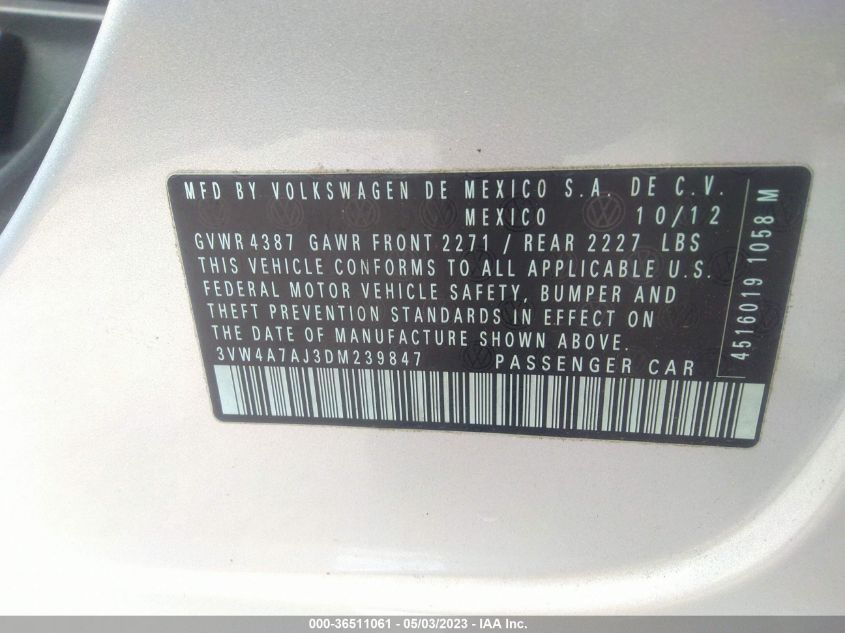 MFD BY VOLKSWAGEN DE MEXICO S.A. DE C.V.
MEXICO 10/12
GVWR 4387 GAWR FRONT 2271 / REAR 2227 LBS
THIS VEHICLE CONFORMS TO ALL APPLICABLE U.S.
FEDERAL MOTOR VEHICLE SAFETY, BUMPER AND
THEFT PREVENTION STANDARDS IN EFFECT ON
THE DATE OF MANUFACTURE SHOWN ABOVE.
3VW4A7AJ3DM239847 PASSENGER CAR
4516019 1058 M
000-36511061 - 05/03/2023 - IAA Inc.